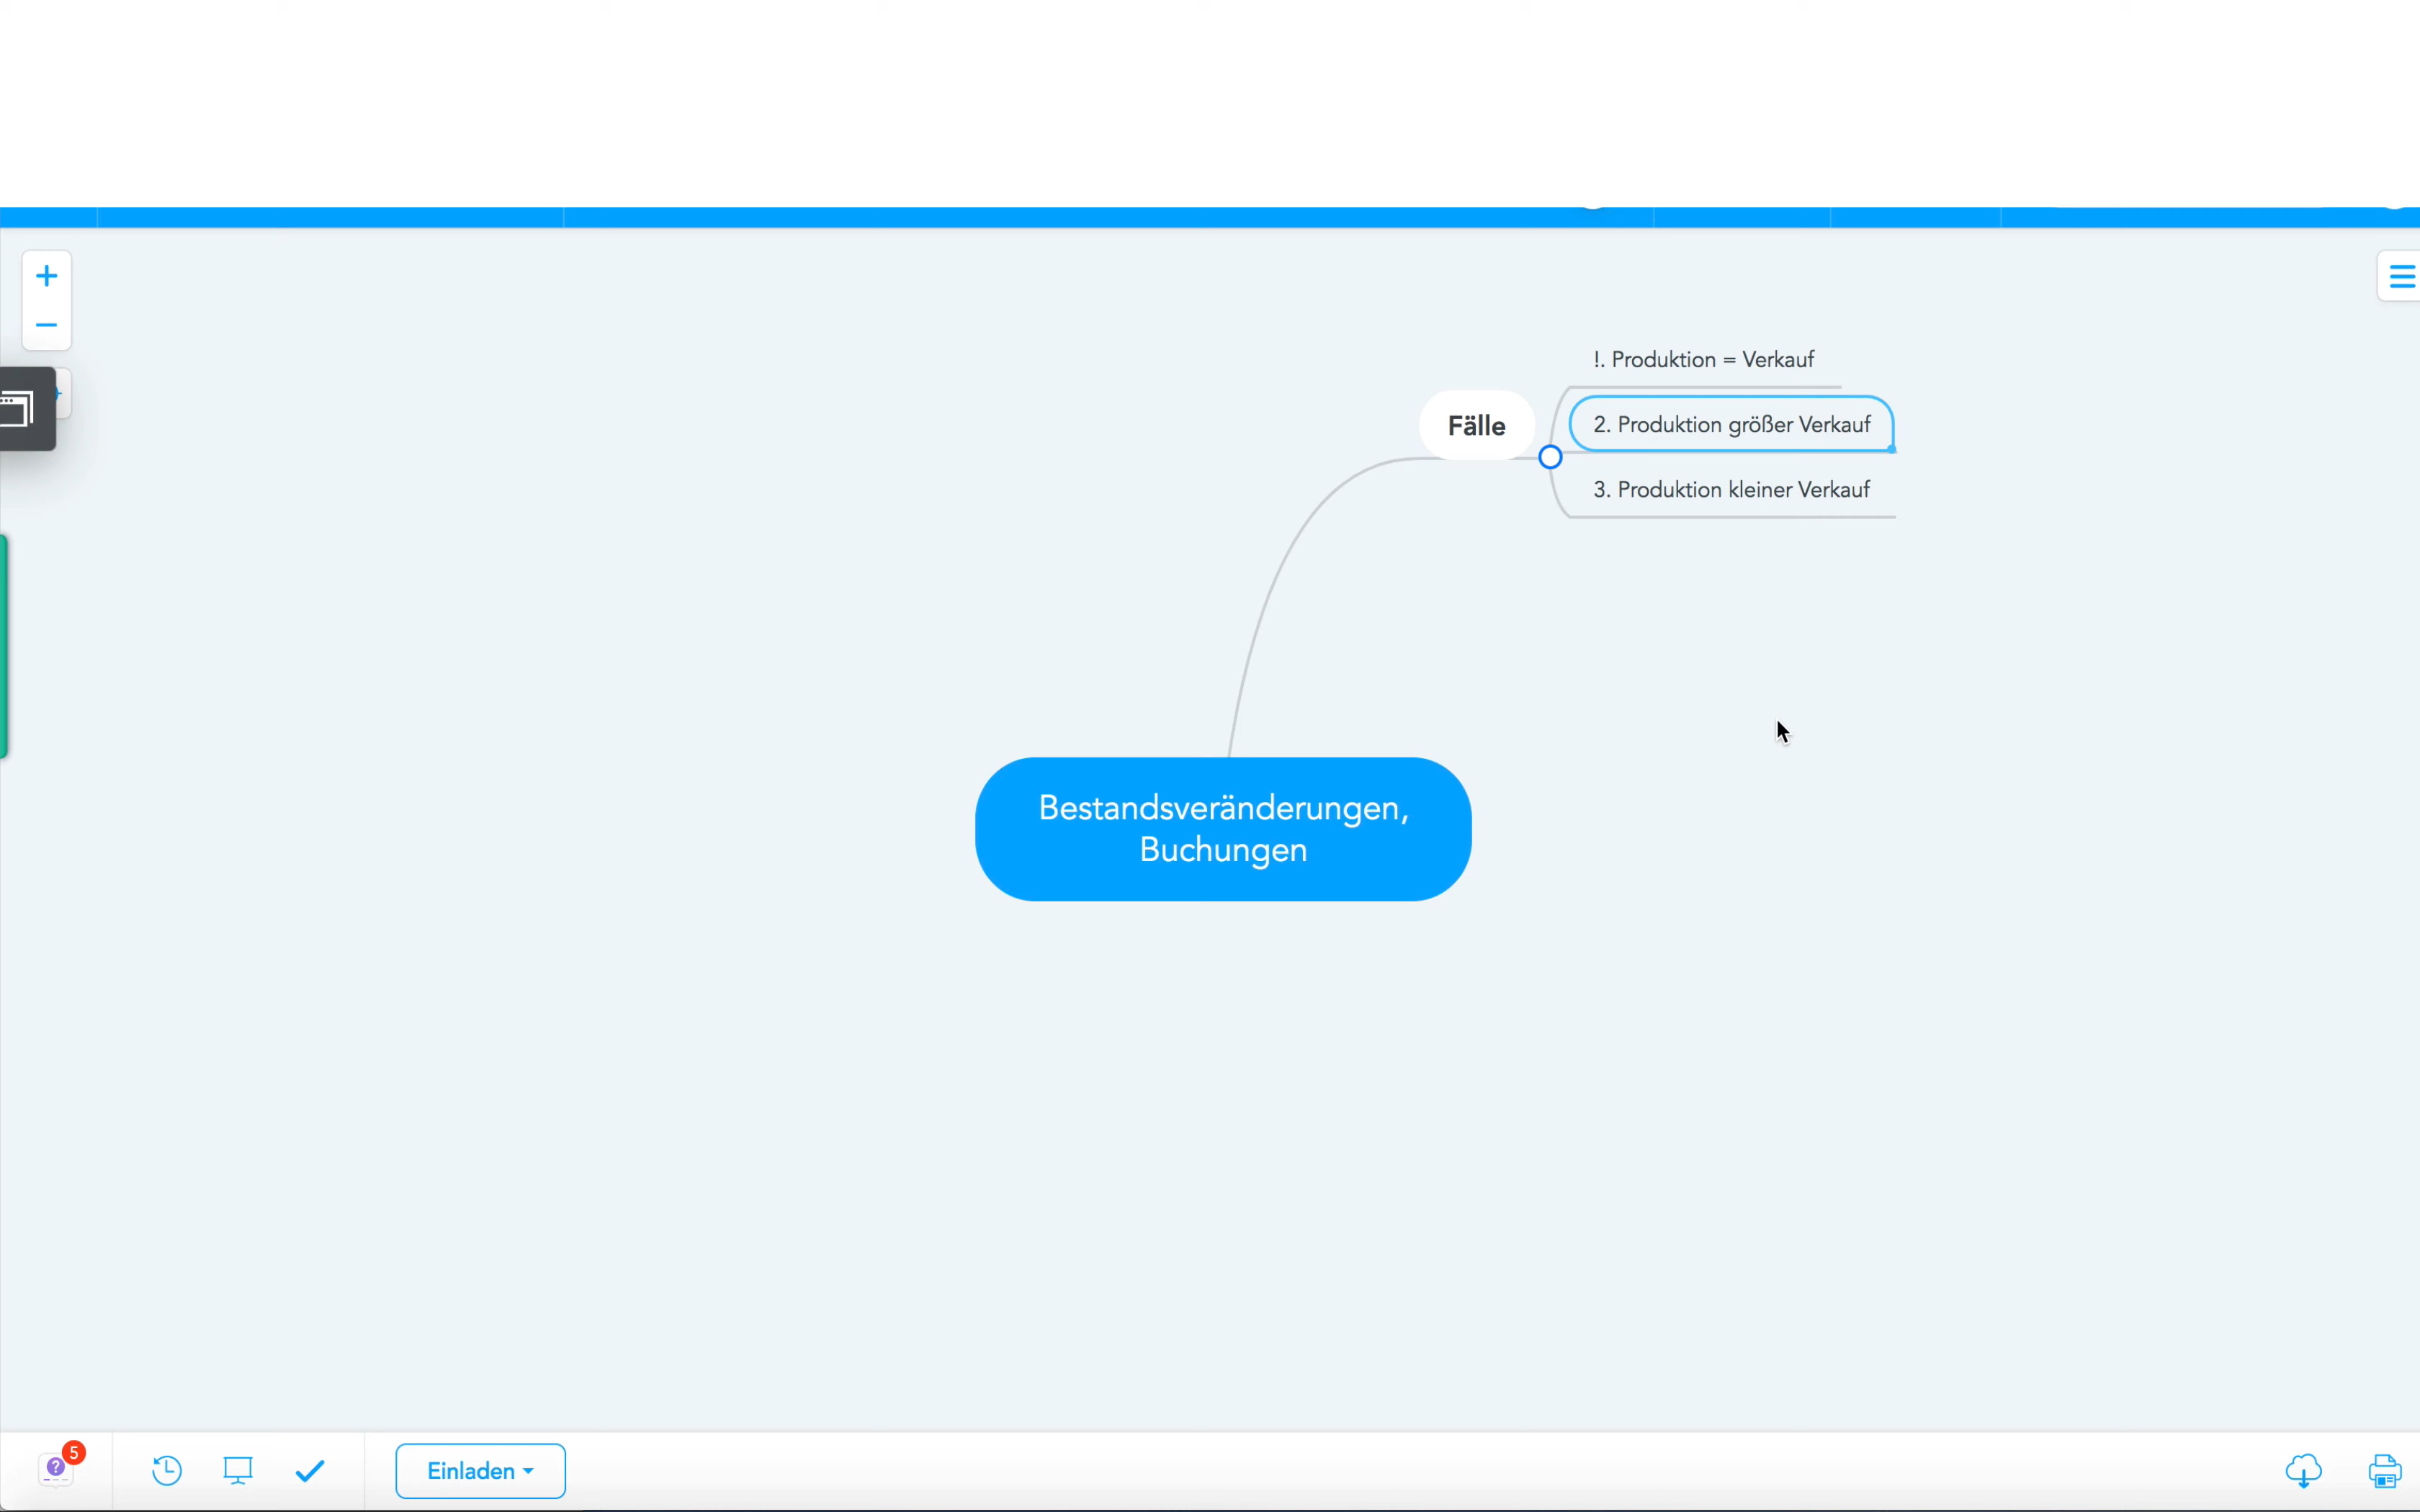 !. Produktion = Verkauf
Fälle
2. Produktion größer Verkauf
3. Produktion kleiner Verkauf
Bestandsveränderungen,
Buchungen
5
?
Einladen